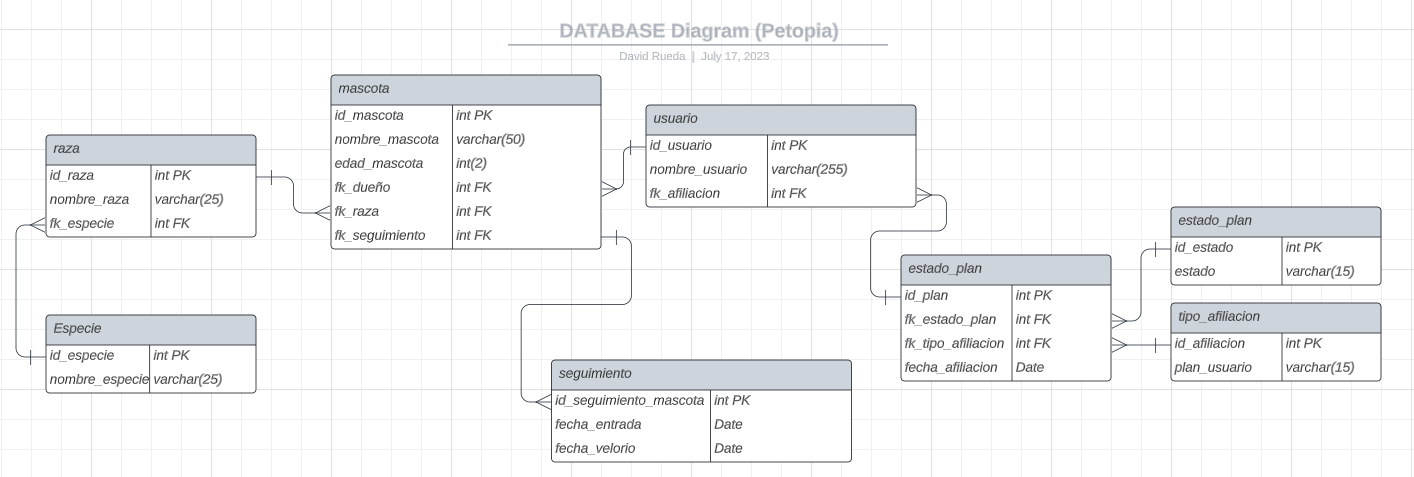 DATABASE Diagram (Petopia)
David Rueda | July 17, 2023
mascota
id_mascota int PK
nombre_mascota varchar(50)
edad_mascota int(2)
fk_dueño int FK
fk_raza int FK
fk_seguimiento int FK
usuario
id_usuario int PK
nombre_usuario varchar(255)
fk_afiliacion int FK
raza
id_raza int PK
nombre_raza varchar(25)
fk_especie int FK
estado_plan
id_estado int PK
estado varchar(15)
estado_plan
id_plan int PK
fk_estado_plan int FK
fk_tipo_afiliacion int FK
fecha_afiliacion Date
tipo_afiliacion
id_afiliacion int PK
plan_usuario varchar(15)
Especie
id_especie int PK
nombre_especie varchar(25)
seguimiento
id_seguimiento_mascota int PK
fecha_entrada Date
fecha_velorio Date